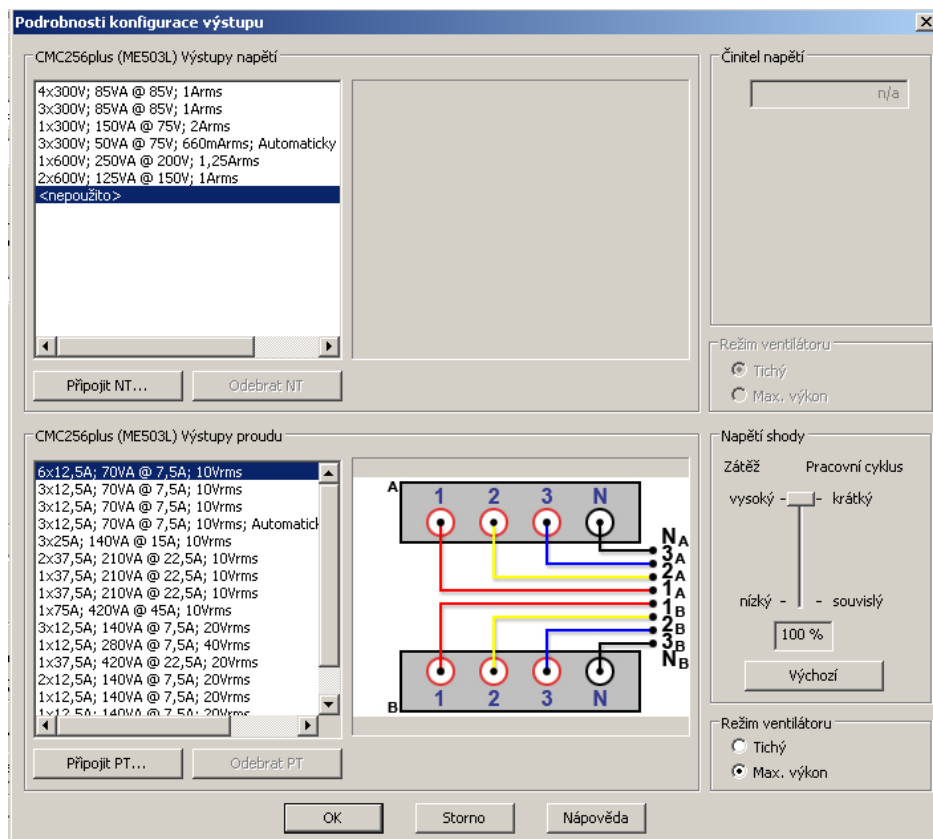 Podrobnosti konfigurace výstupu
CMC256plus (ME503L) Výstupy napětí
4x300V; 85VA @ 85V; 1Arms
3x300V; 85VA @ 85V; 1Arms
1x300V; 150VA @ 75V; 2Arms
3x300V; 50VA @ 75V; 660mArms; Automaticky
1x600V; 250VA @ 200V; 1,25Arms
2x600V; 125VA @ 150V; 1Arms
<nepoužito>
Připojit NT...
Odebrat NT
Činitel napětí
n/a
Režim ventilátoru
Tichý
Max. výkon
CMC256plus (ME503L) Výstupy proudu
6x12,5A; 70VA @ 7,5A; 10Vrms
3x12,5A; 70VA @ 7,5A; 10Vrms
3x12,5A; 70VA @ 7,5A; 10Vrms
3x12,5A; 70VA @ 7,5A; 10Vrms; Automatick
3x25A; 140VA @ 15A; 10Vrms
2x37,5A; 210VA @ 22,5A; 10Vrms
1x37,5A; 210VA @ 22,5A; 10Vrms
1x37,5A; 210VA @ 22,5A; 10Vrms
1x75A; 420VA @ 45A; 10Vrms
3x12,5A; 140VA @ 7,5A; 20Vrms
1x12,5A; 280VA @ 7,5A; 40Vrms
1x37,5A; 420VA @ 22,5A; 20Vrms
2x12,5A; 140VA @ 7,5A; 20Vrms
1x12,5A; 140VA @ 7,5A; 20Vrms
1x12,5A; 140VA @ 7,5A; 20Vrms
Připojit PT...
Odebrat PT
A
1 2 3 N
NA
3A
2A
1A
1B
2B
3B
NB
B
1 2 3 N
Napětí shody
Zátěž Pracovní cyklus
vysoký krátký
nízký souvislý
100 %
Výchozí
Režim ventilátoru
Tichý
Max. výkon
OK
Storno
Nápověda